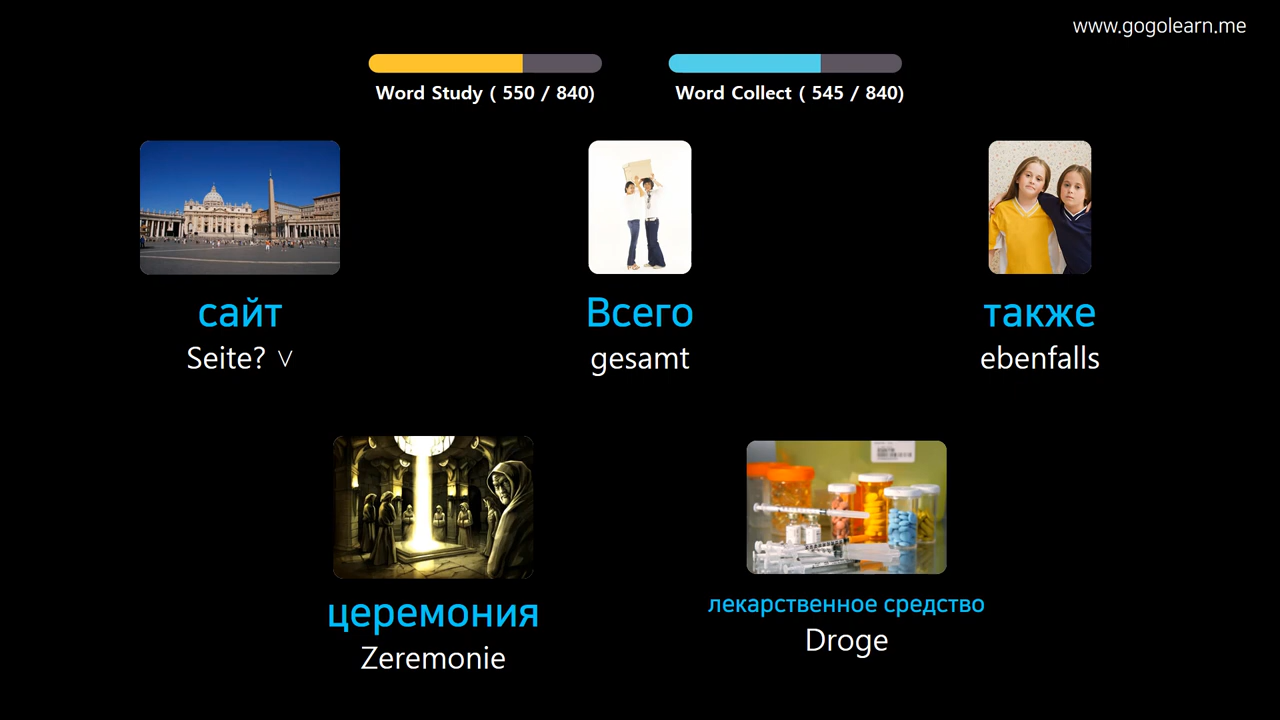 www.gogolearn.me
Word Study ( 550 / 840)
Word Collect ( 545 / 840)
сайт
Seite? ∨
Всего
gesamt
также
ebenfalls
церемония
Zeremonie
лекарственное средство
Droge